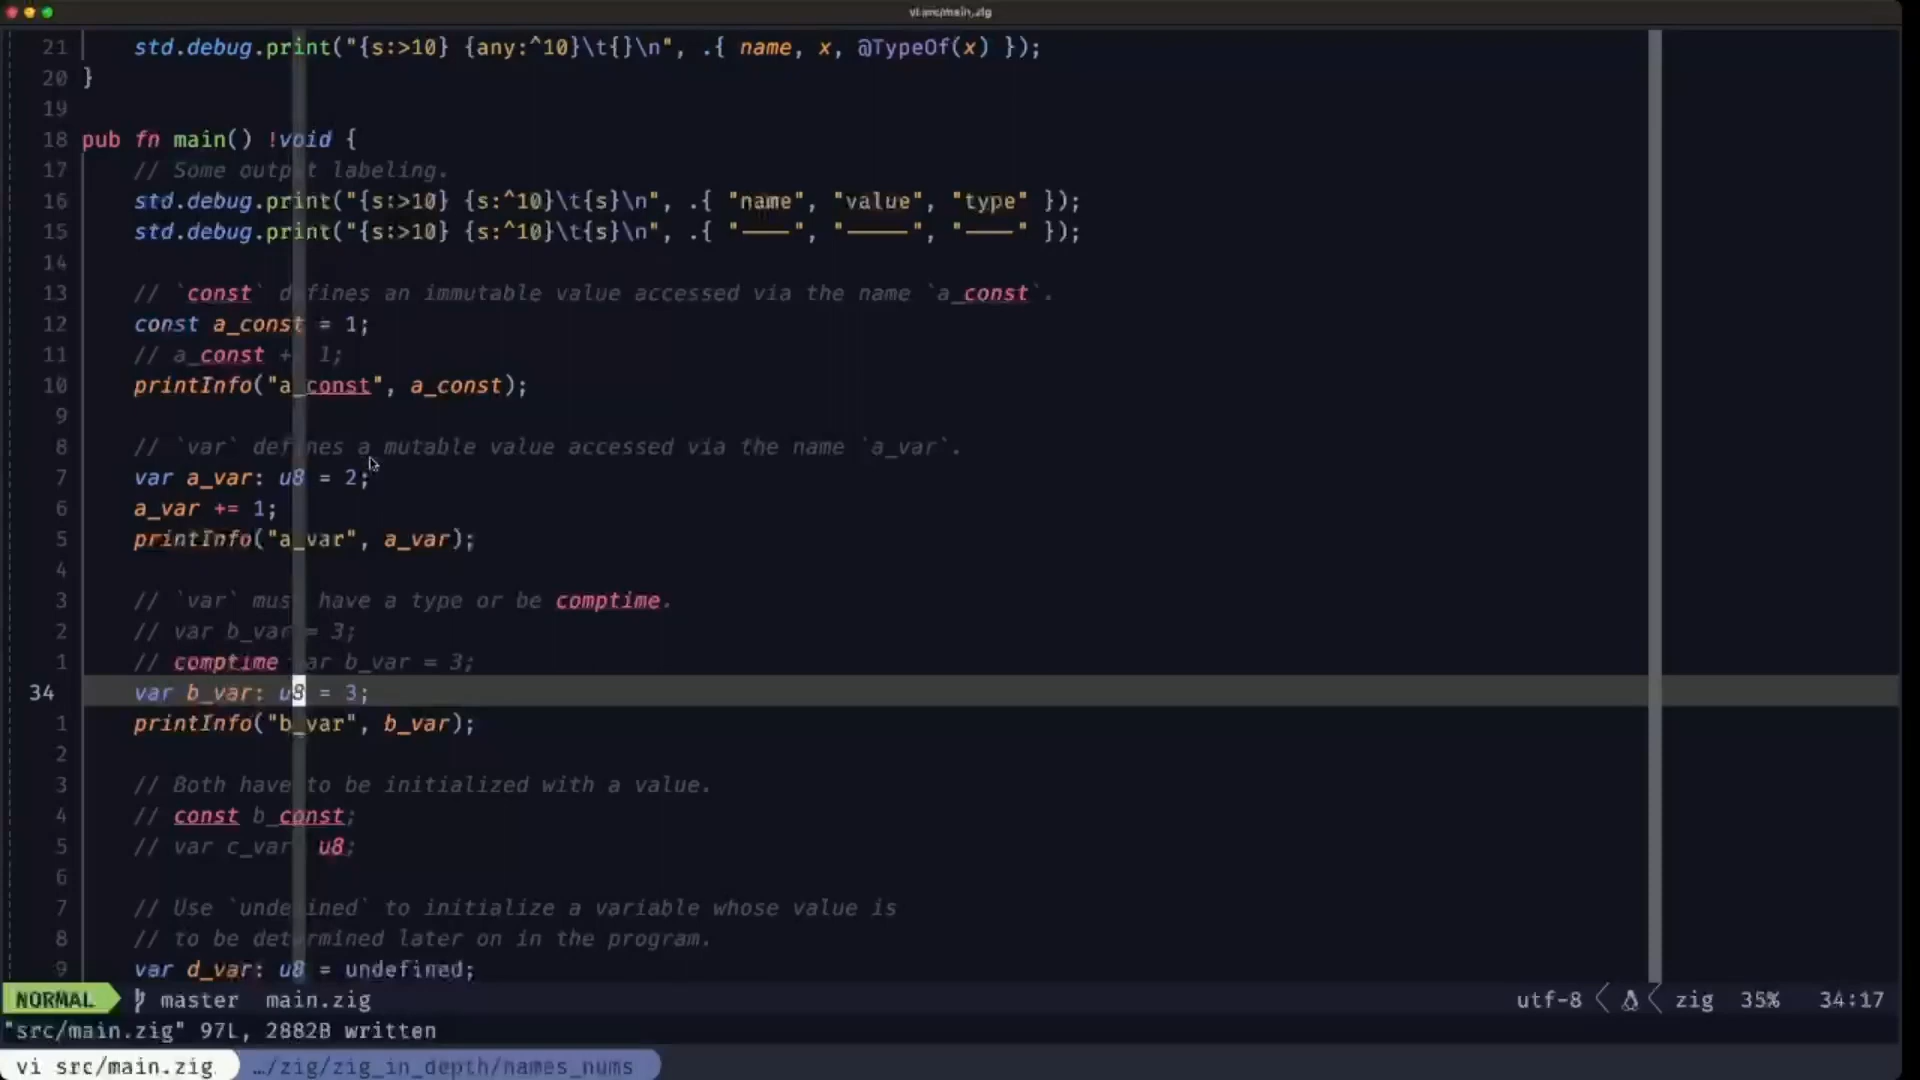 vi src/main.zig
21 std.debug.print("{s:>10} {any:^10}\t{}\n", .{ name, x, @TypeOf(x) });
20 }
19
18 pub fn main() !void {
17 // Some output labeling.
16 std.debug.print("{s:>10} {s:^10}\t{s}\n", .{ "name", "value", "type" });
15 std.debug.print("{s:>10} {s:^10}\t{s}\n", .{ "----", "-----", "----" });
14
13 // `const` defines an immutable value accessed via the name `a_const`.
12 const a_const = 1;
11 // a_const += 1;
10 printInfo("a_const", a_const);
9
8 // `var` defines a mutable value accessed via the name `a_var`.
7 var a_var: u8 = 2;
6 a_var += 1;
5 printInfo("a_var", a_var);
4
3 // `var` must have a type or be comptime.
2 // var b_var = 3;
1 // comptime var b_var = 3;
34 var b_var: u8 = 3;
1 printInfo("b_var", b_var);
2
3 // Both have to be initialized with a value.
4 // const b_const;
5 // var c_var: u8;
6
7 // Use `undefined` to initialize a variable whose value is
8 // to be determined later on in the program.
9 var d_var: u8 = undefined;
NORMAL master main.zig utf-8 zig 35% 34:17
"src/main.zig" 97L, 2882B written
vi src/main.zig …/zig/zig_in_depth/names_nums